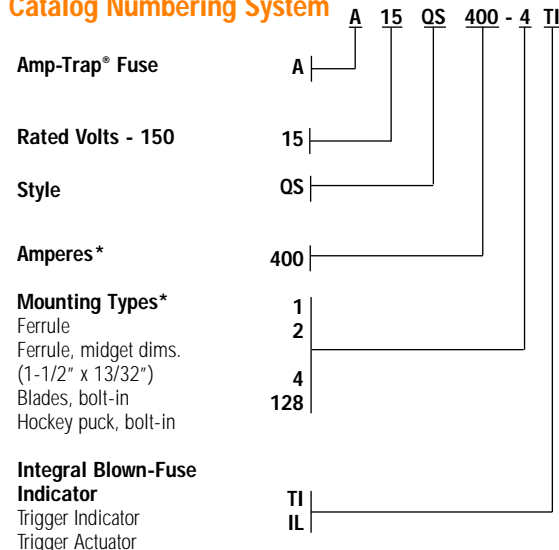 Catalog Numbering System A 15 QS 400 - 4 TI
Amp-Trap® Fuse A
Rated Volts - 150 15
Style QS
Amperes* 400
Mounting Types* 1
Ferrule 2
Ferrule, midget dims.
(1-1/2" x 13/32") 4
Blades, bolt-in 128
Hockey puck, bolt-in
Integral Blown-Fuse
Indicator TI
Trigger Indicator IL
Trigger Actuator